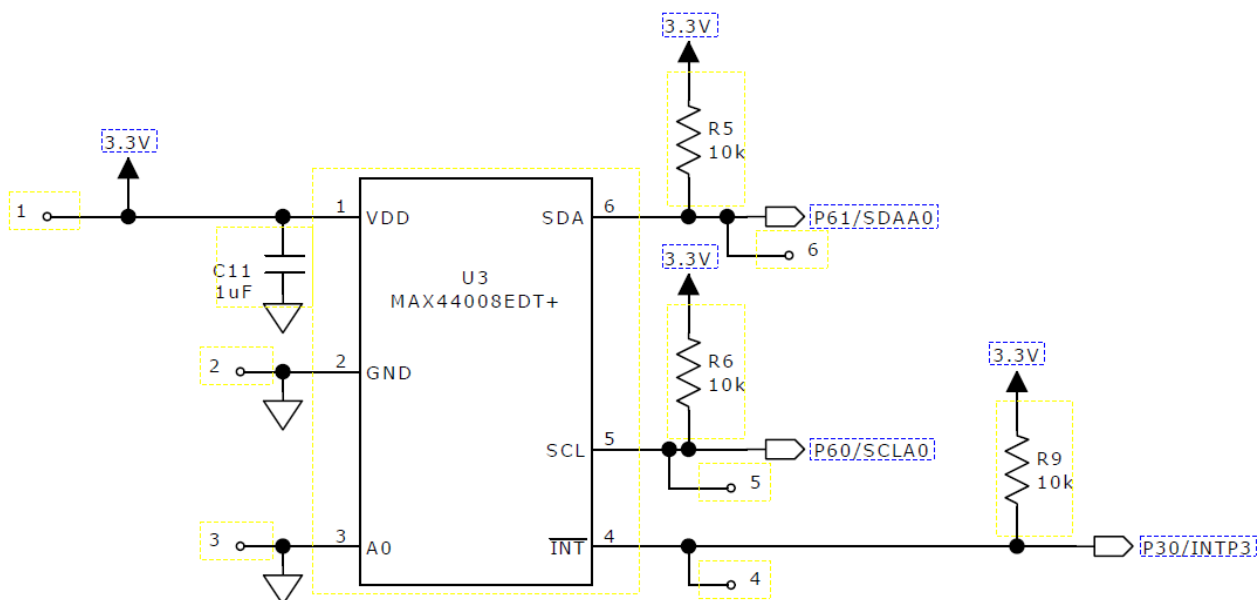 3.3V
3.3V
R5
10k
1
1
VDD
SDA
6
P61/SDAA0
6
C11
1uF
U3
MAX44008EDT+
3.3V
2
2
GND
R6
10k
3.3V
SCL
5
P60/SCLA0
5
R9
10k
3
3
A0
INT
4
P30/INTP3
4